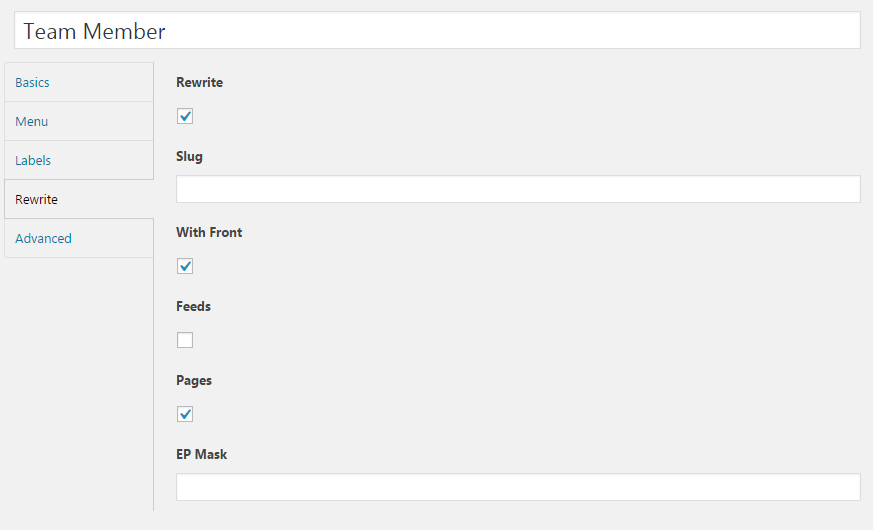 Team Member
Basics
Menu
Labels
Rewrite
Advanced
Rewrite
Slug
With Front
Feeds
Pages
EP Mask